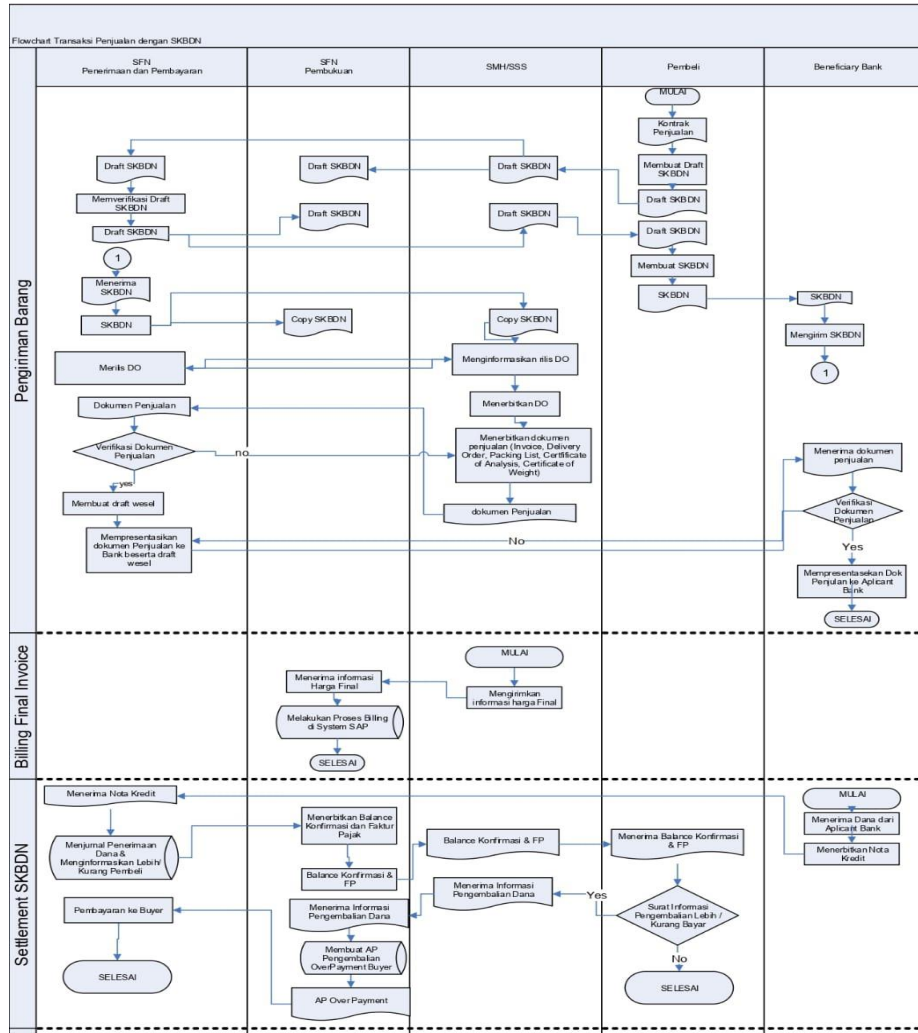 Flowchart Transaksi Penjualan dengan SKBDN
SFN
Penerimaan dan Pembayaran
SFN
Pembukuan
SMH/SSS
Pembeli
Beneficiary Bank
Pengiriman Barang
MULAI
Kontrak
Penjualan
Membuat Draft
SKBDN
Draft SKBDN
Draft SKBDN
Draft SKBDN
Draft SKBDN
Memverifikasi Draft
SKBDN
Draft SKBDN
Draft SKBDN
Draft SKBDN
Draft SKBDN
Membuat SKBDN
SKBDN
SKBDN
Mengirim SKBDN
1
1
Menerima
SKBDN
SKBDN
Copy SKBDN
Copy SKBDN
Merilis DO
Menginformasikan rilis DO
Menerbitkan DO
Menerbitkan dokumen
penjualan (Invoice, Delivery
Order, Packing List, Certfificate
of Analysis, Certificate of
Weight)
dokumen Penjualan
Dokumen Penjualan
Verifikasi Dokumen
Penjualan
no
yes
Membuat draft wesel
Mempresentasikan
dokumen Penjualan ke
Bank beserta draft
wesel
Menerima dokumen
penjualan
Verifikasi
Dokumen
Penjualan
No
Yes
Mempresentasekan Dok
Penjulan ke Aplicant
Bank
SELESAI
Billing Final Invoice
MULAI
Mengirimkan
informasi harga Final
Menerima informasi
Harga Final
Melakukan Proses Billing
di System SAP
SELESAI
Settlement SKBDN
MULAI
Menerima Dana dari
Aplicant Bank
Menerbitkan Nota
Kredit
Menerima Nota Kredit
Menjurnal Penerimaan
Dana &
Menginformasikan Lebih/
Kurang Pembeli
Menerbitkan Balance
Konfirmasi dan Faktur
Pajak
Balance Konfirmasi
& FP
Balance Konfirmasi & FP
Menerima Balance Konfirmasi
& FP
Surat Informasi
Pengembalian Lebih /
Kurang Bayar
Yes
No
SELESAI
Menerima Informasi
Pengembalian Dana
Menerima Informasi
Pengembalian Dana
Membuat AP
Pengembalian
OverPayment Buyer
AP Over Payment
Pembayaran ke Buyer
SELESAI